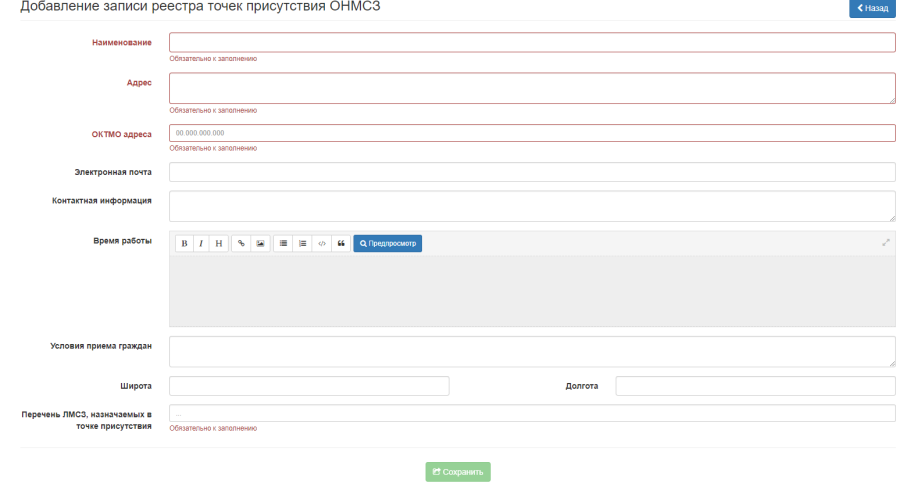 Добавление записи реестра точек присутствия ОНМСЗ
Назад
Наименование
Обязательно к заполнению
Адрес
Обязательно к заполнению
ОКТМО адреса
00.000.000.000
Обязательно к заполнению
Электронная почта
Контактная информация
Время работы
B I H
Предпросмотр
Условия приема граждан
Широта
Долгота
Перечень ЛМСЗ, назначаемых в
точке присутствия
...
Обязательно к заполнению
Сохранить